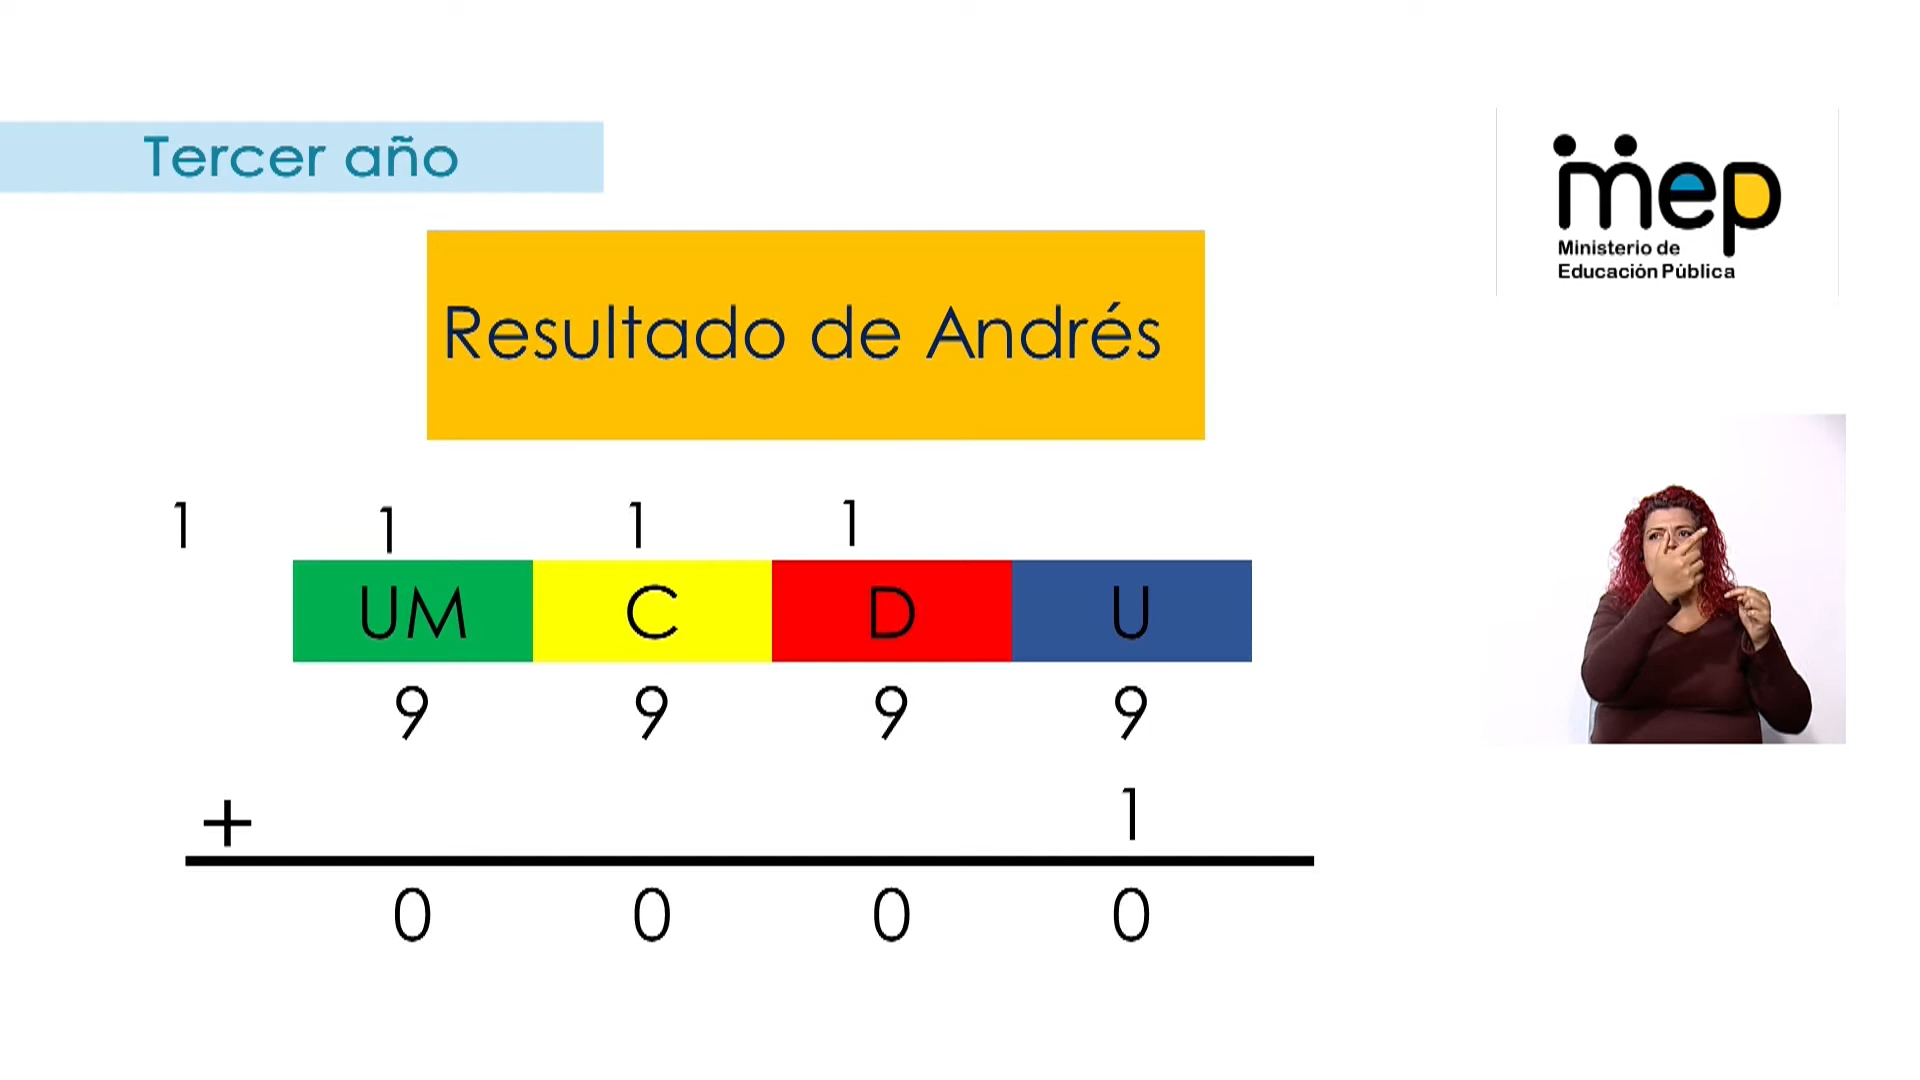 Tercer año
mep
Ministerio de
Educación Pública
Resultado de Andrés
1 1 1 1
UM C D U
9 9 9 9
+ 1
0 0 0 0